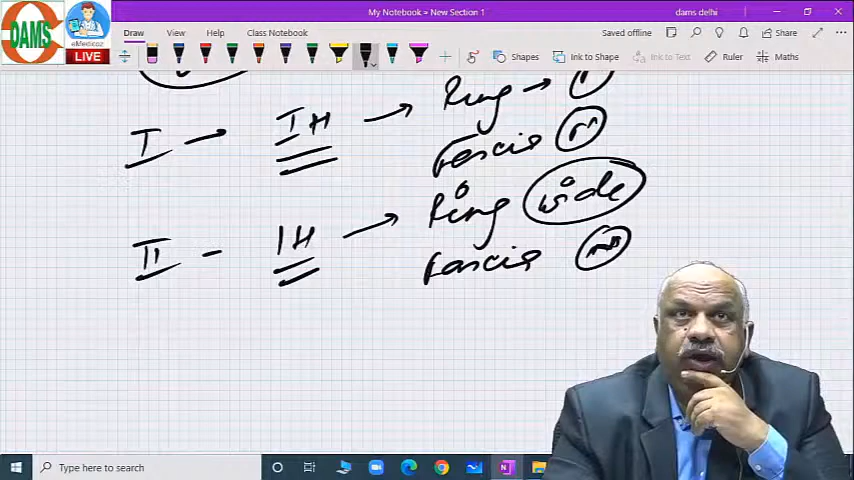 My Notebook > New Section 1
dams delhi
DAMS
eMedicoz
LIVE
Draw
View
Help
Class Notebook
Saved offline
Share
Shapes
Ink to Shape
Ink to Text
Ruler
Maths
I → IH → Ring →
Fascia
II - IH → Ring wide
Fascia
Type here to search